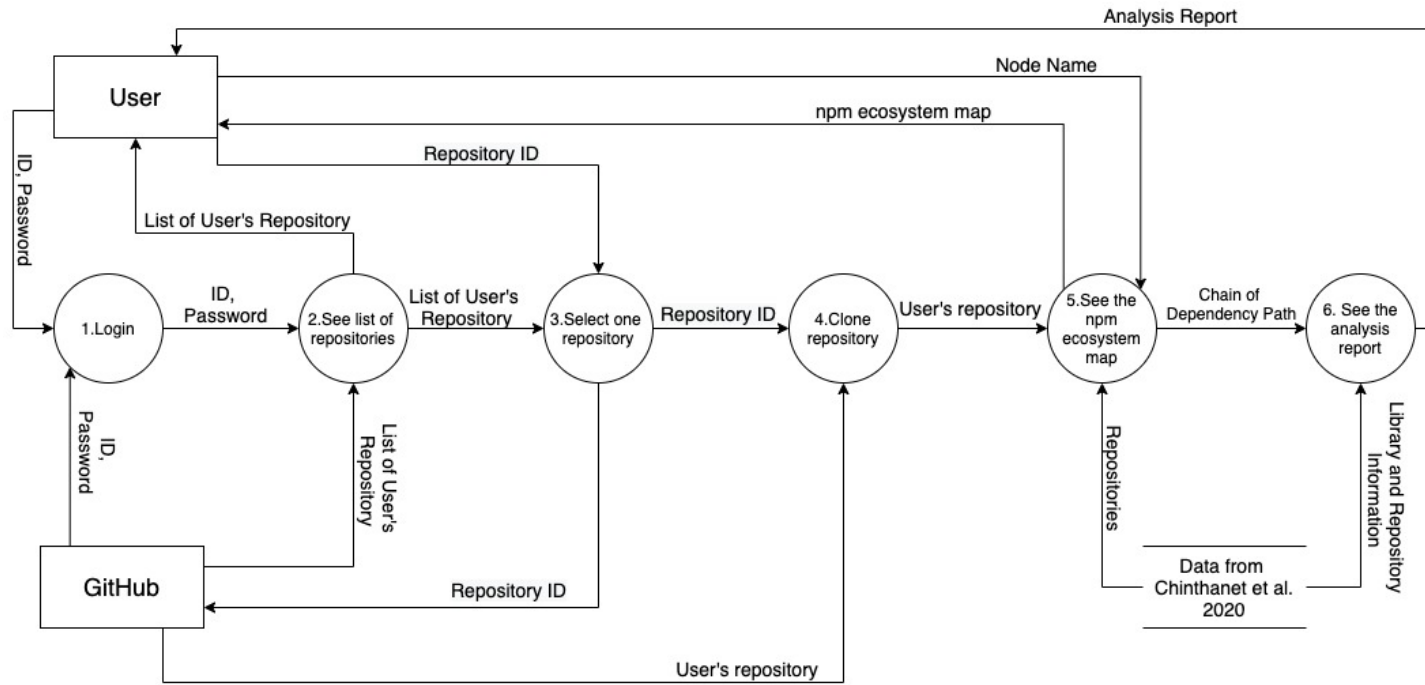 Analysis Report
Node Name
User
npm ecosystem map
Repository ID
ID, Password
List of User's Repository
1.Login
ID,
Password
2.See list of
repositories
List of User's
Repository
3.Select one
repository
Repository ID
4.Clone
repository
User's repository
5.See the
npm
ecosystem
map
Chain of
Dependency Path
6. See the
analysis
report
ID,
Password
List of User's
Repository
Repositories
Library and Repository
Information
GitHub
Repository ID
Data from
Chinthanet et al.
2020
User's repository